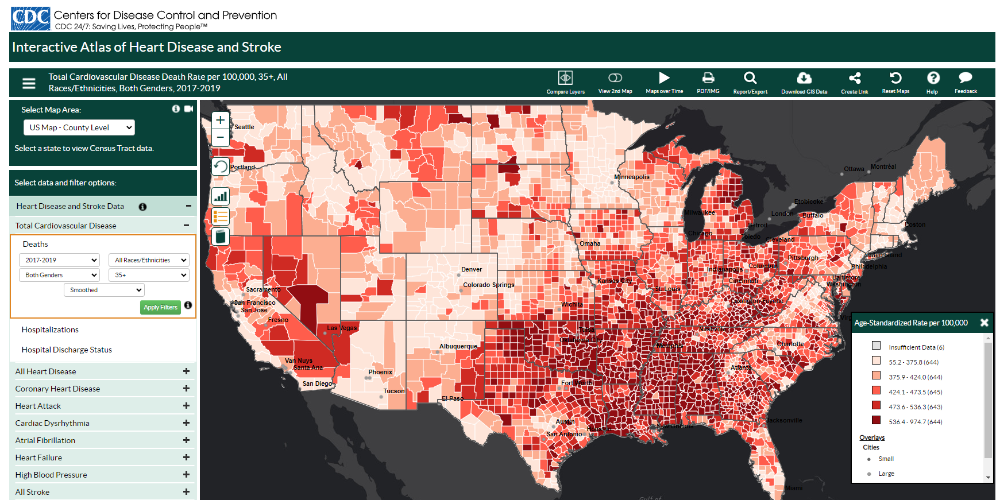 CDC
Centers for Disease Control and Prevention
CDC 24/7: Saving Lives, Protecting People™
Interactive Atlas of Heart Disease and Stroke
Total Cardiovascular Disease Death Rate per 100,000, 35+, All
Races/Ethnicities, Both Genders, 2017-2019
Compare Layers
View 2nd Map
Maps over Time
PDF/IMG
Report/Export
Download GIS Data
Create Link
Reset Maps
Help
Feedback
Select Map Area:
US Map - County Level
Select a state to view Census Tract data.
Select data and filter options:
Heart Disease and Stroke Data
Total Cardiovascular Disease
Deaths
2017-2019
All Races/Ethnicities
Both Genders
35+
Smoothed
Apply Filters
Hospitalizations
Hospital Discharge Status
All Heart Disease
Coronary Heart Disease
Heart Attack
Cardiac Dysrhythmia
Atrial Fibrillation
Heart Failure
High Blood Pressure
All Stroke
Seattle
Portland
Ottawa
Montréal
Minneapolis
Etobicoke
London
Buffalo
Milwaukee
Detroit
Boston
Chicago
Toledo
Cleveland
Omaha
Staten Island
Pittsburgh
Philadelphia
Denver
Indianapolis
Columbus
Baltimore
Kansas City
Cincinnati
Washington
Colorado Springs
Sacramento
St. Louis
San Francisco
Lexington-Fayette
Wichita
San Jose
Fresno
Virg
Las Vegas
Tulsa
Nashville
Oklahoma City
Albuquerque
Memphis
Charlotte
Van Nuys
Santa Ana
Atlanta
Phoenix
San Diego
Fort Worth
Tucson
El Paso
Austin
Jacksonville
Houston
New Orleans
San Antonio
Miami
Gulf of
Age-Standardized Rate per 100,000
Insufficient Data (6)
55.2 - 375.8 (644)
375.9 - 424.0 (644)
424.1 - 473.5 (645)
473.6 - 536.3 (643)
536.4 - 974.7 (644)
Overlays
Cities
Small
Large